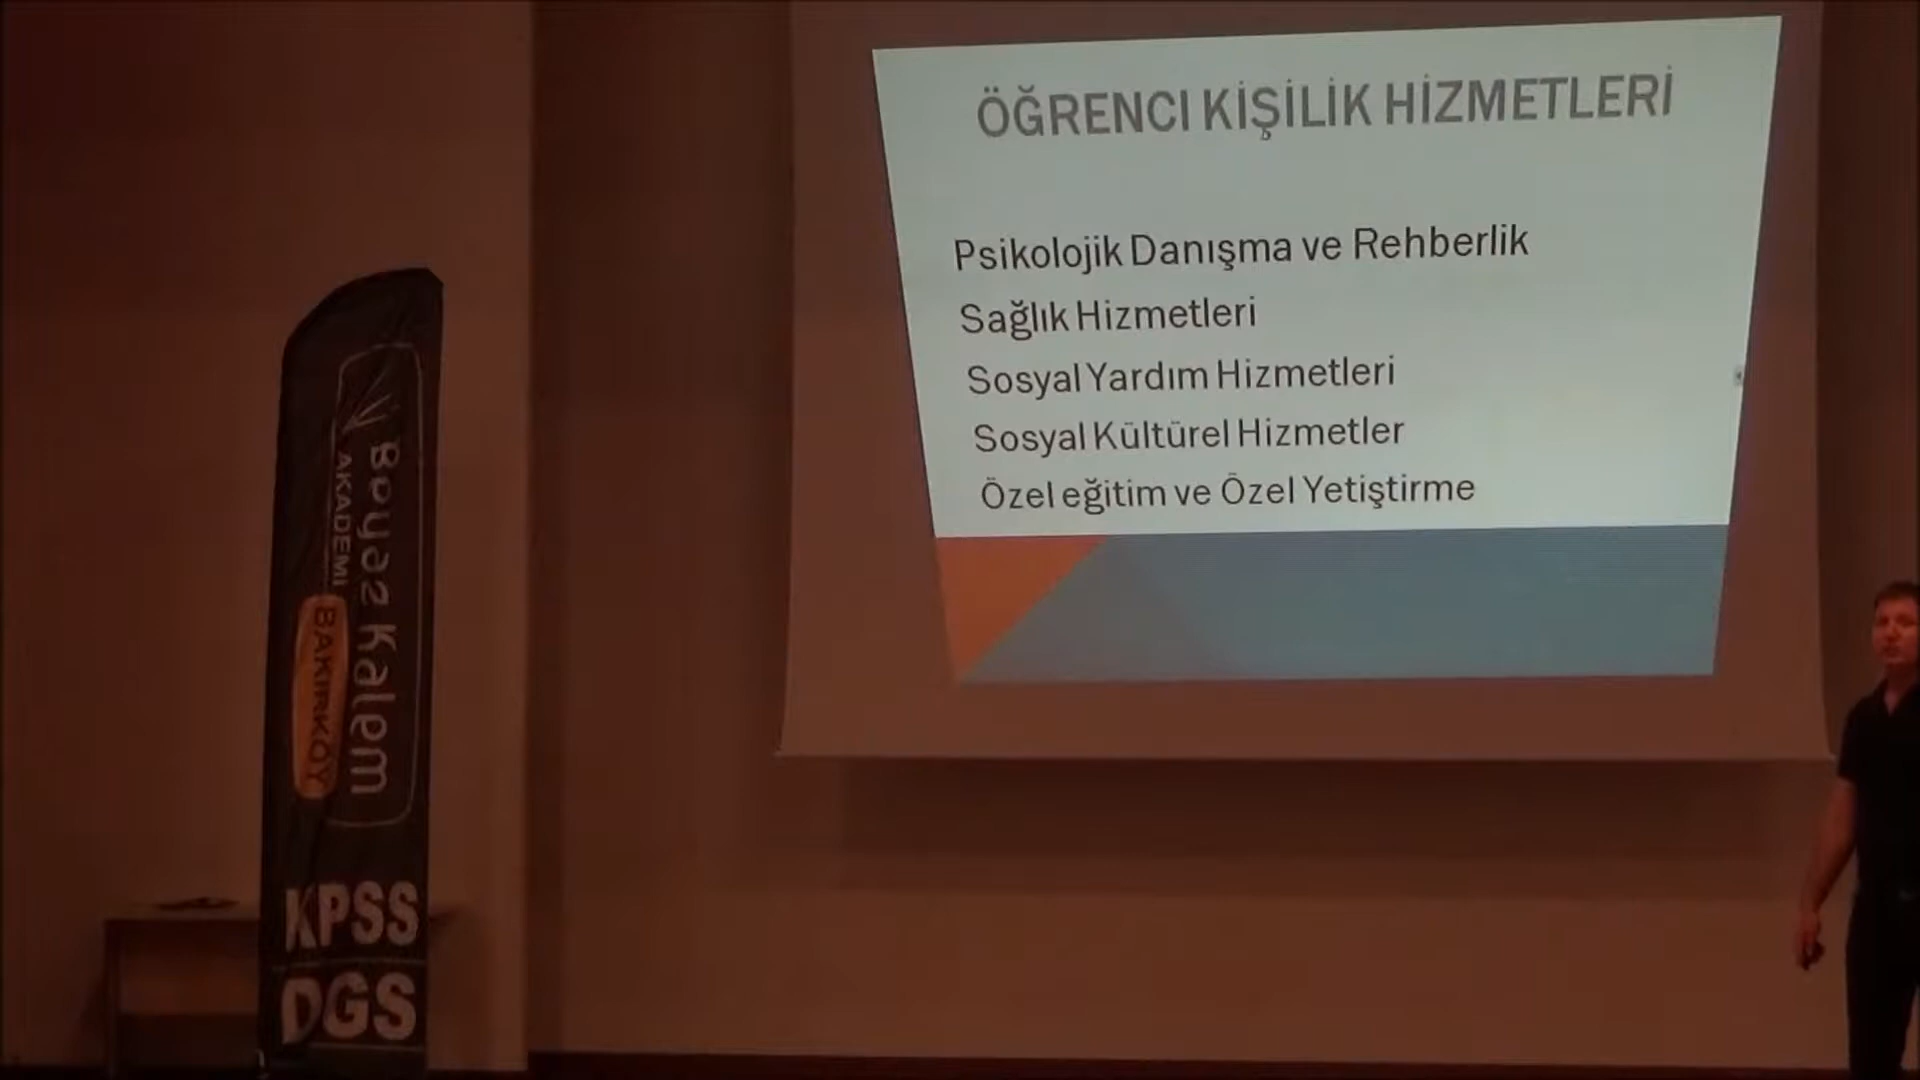 ÖĞRENCI KİŞİLİK HİZMETLERİ
Psikolojik Danışma ve Rehberlik
Sağlık Hizmetleri
Sosyal Yardım Hizmetleri
Sosyal Kültürel Hizmetler
Özel eğitim ve Özel Yetiştirme
Beyaz Kalem
AKADEMİ
BAKIRKÖY
KPSS
DGS